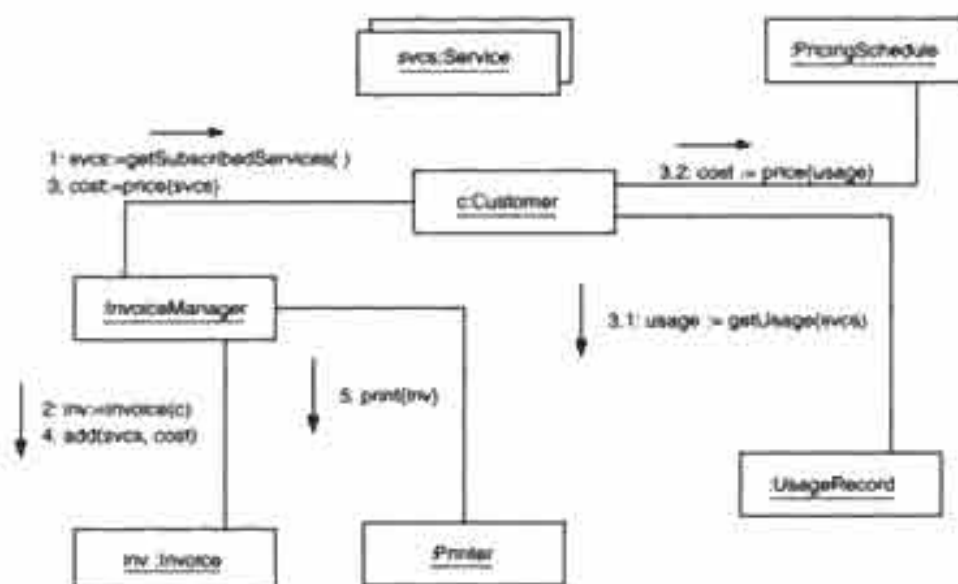 svcs:Service
:PricingSchedule
1: svcs:=getSubscribedServices( )
3: cost:=price(svcs)
3.2: cost := price(usage)
c:Customer
:InvoiceManager
3.1: usage := getUsage(svcs)
2: inv:=Invoice(c)
4: add(svcs, cost)
5: print(inv)
:UsageRecord
inv :Invoice
:Printer